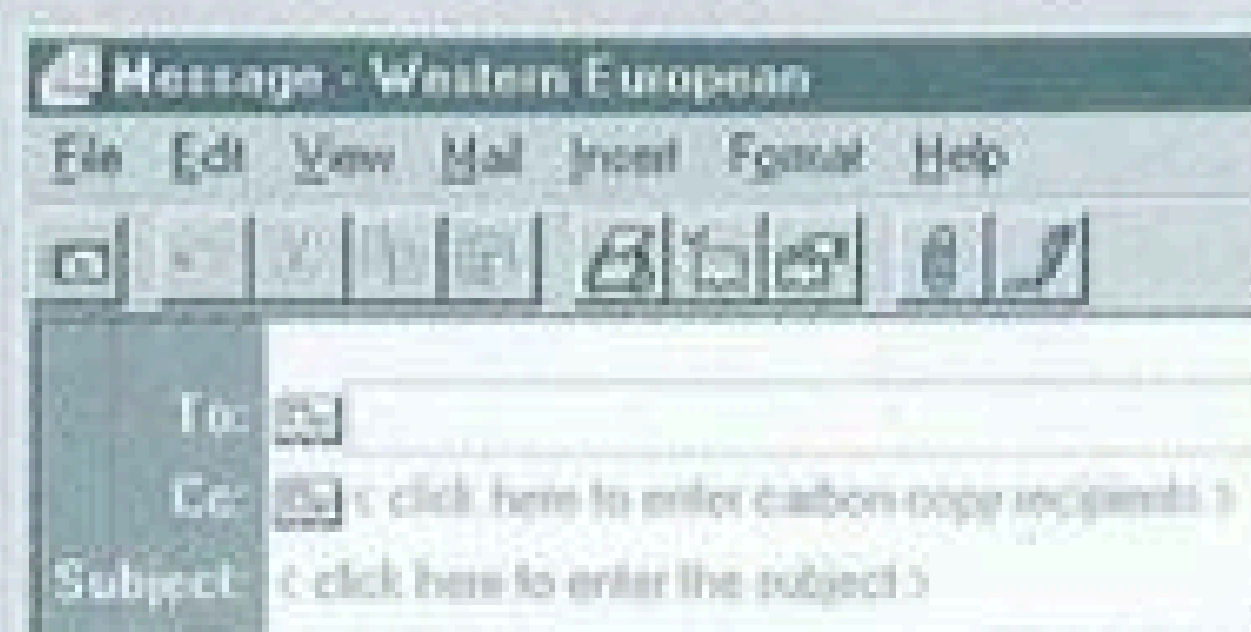 Message - Western European
File Edit View Mail Insert Format Help
To:
Cc: < click here to enter carbon copy recipients >
Subject: < click here to enter the subject >